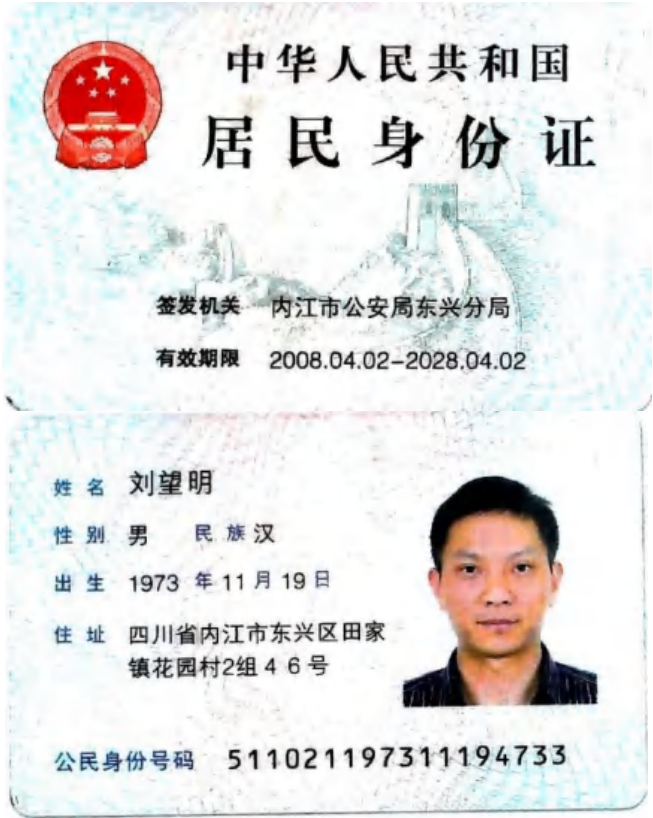 中华人民共和国
居民身份证
签发机关 内江市公安局东兴分局
有效期限 2008.04.02-2028.04.02
姓名 刘望明
性别 男 民族 汉
出生 1973 年 11 月 19 日
住址 四川省内江市东兴区田家
镇花园村2组46号
公民身份号码 511021197311194733